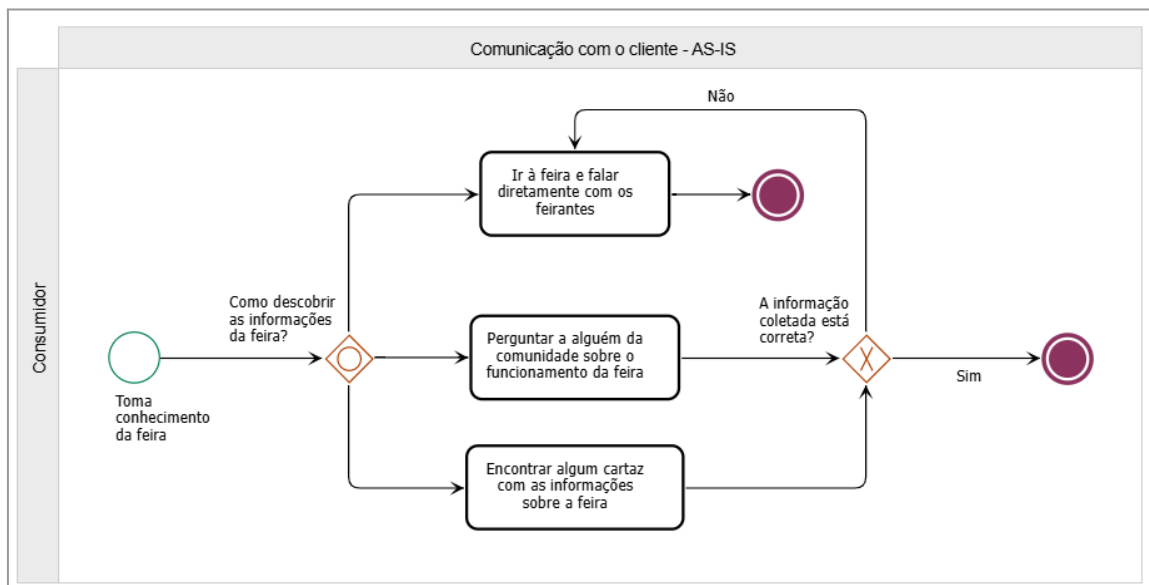 Comunicação com o cliente - AS-IS
Consumidor
Não
Ir à feira e falar
diretamente com os
feirantes
Como descobrir
as informações
da feira?
A informação
coletada está
correta?
Perguntar a alguém da
comunidade sobre o
funcionamento da feira
Sim
Toma
conhecimento
da feira
Encontrar algum cartaz
com as informações
sobre a feira